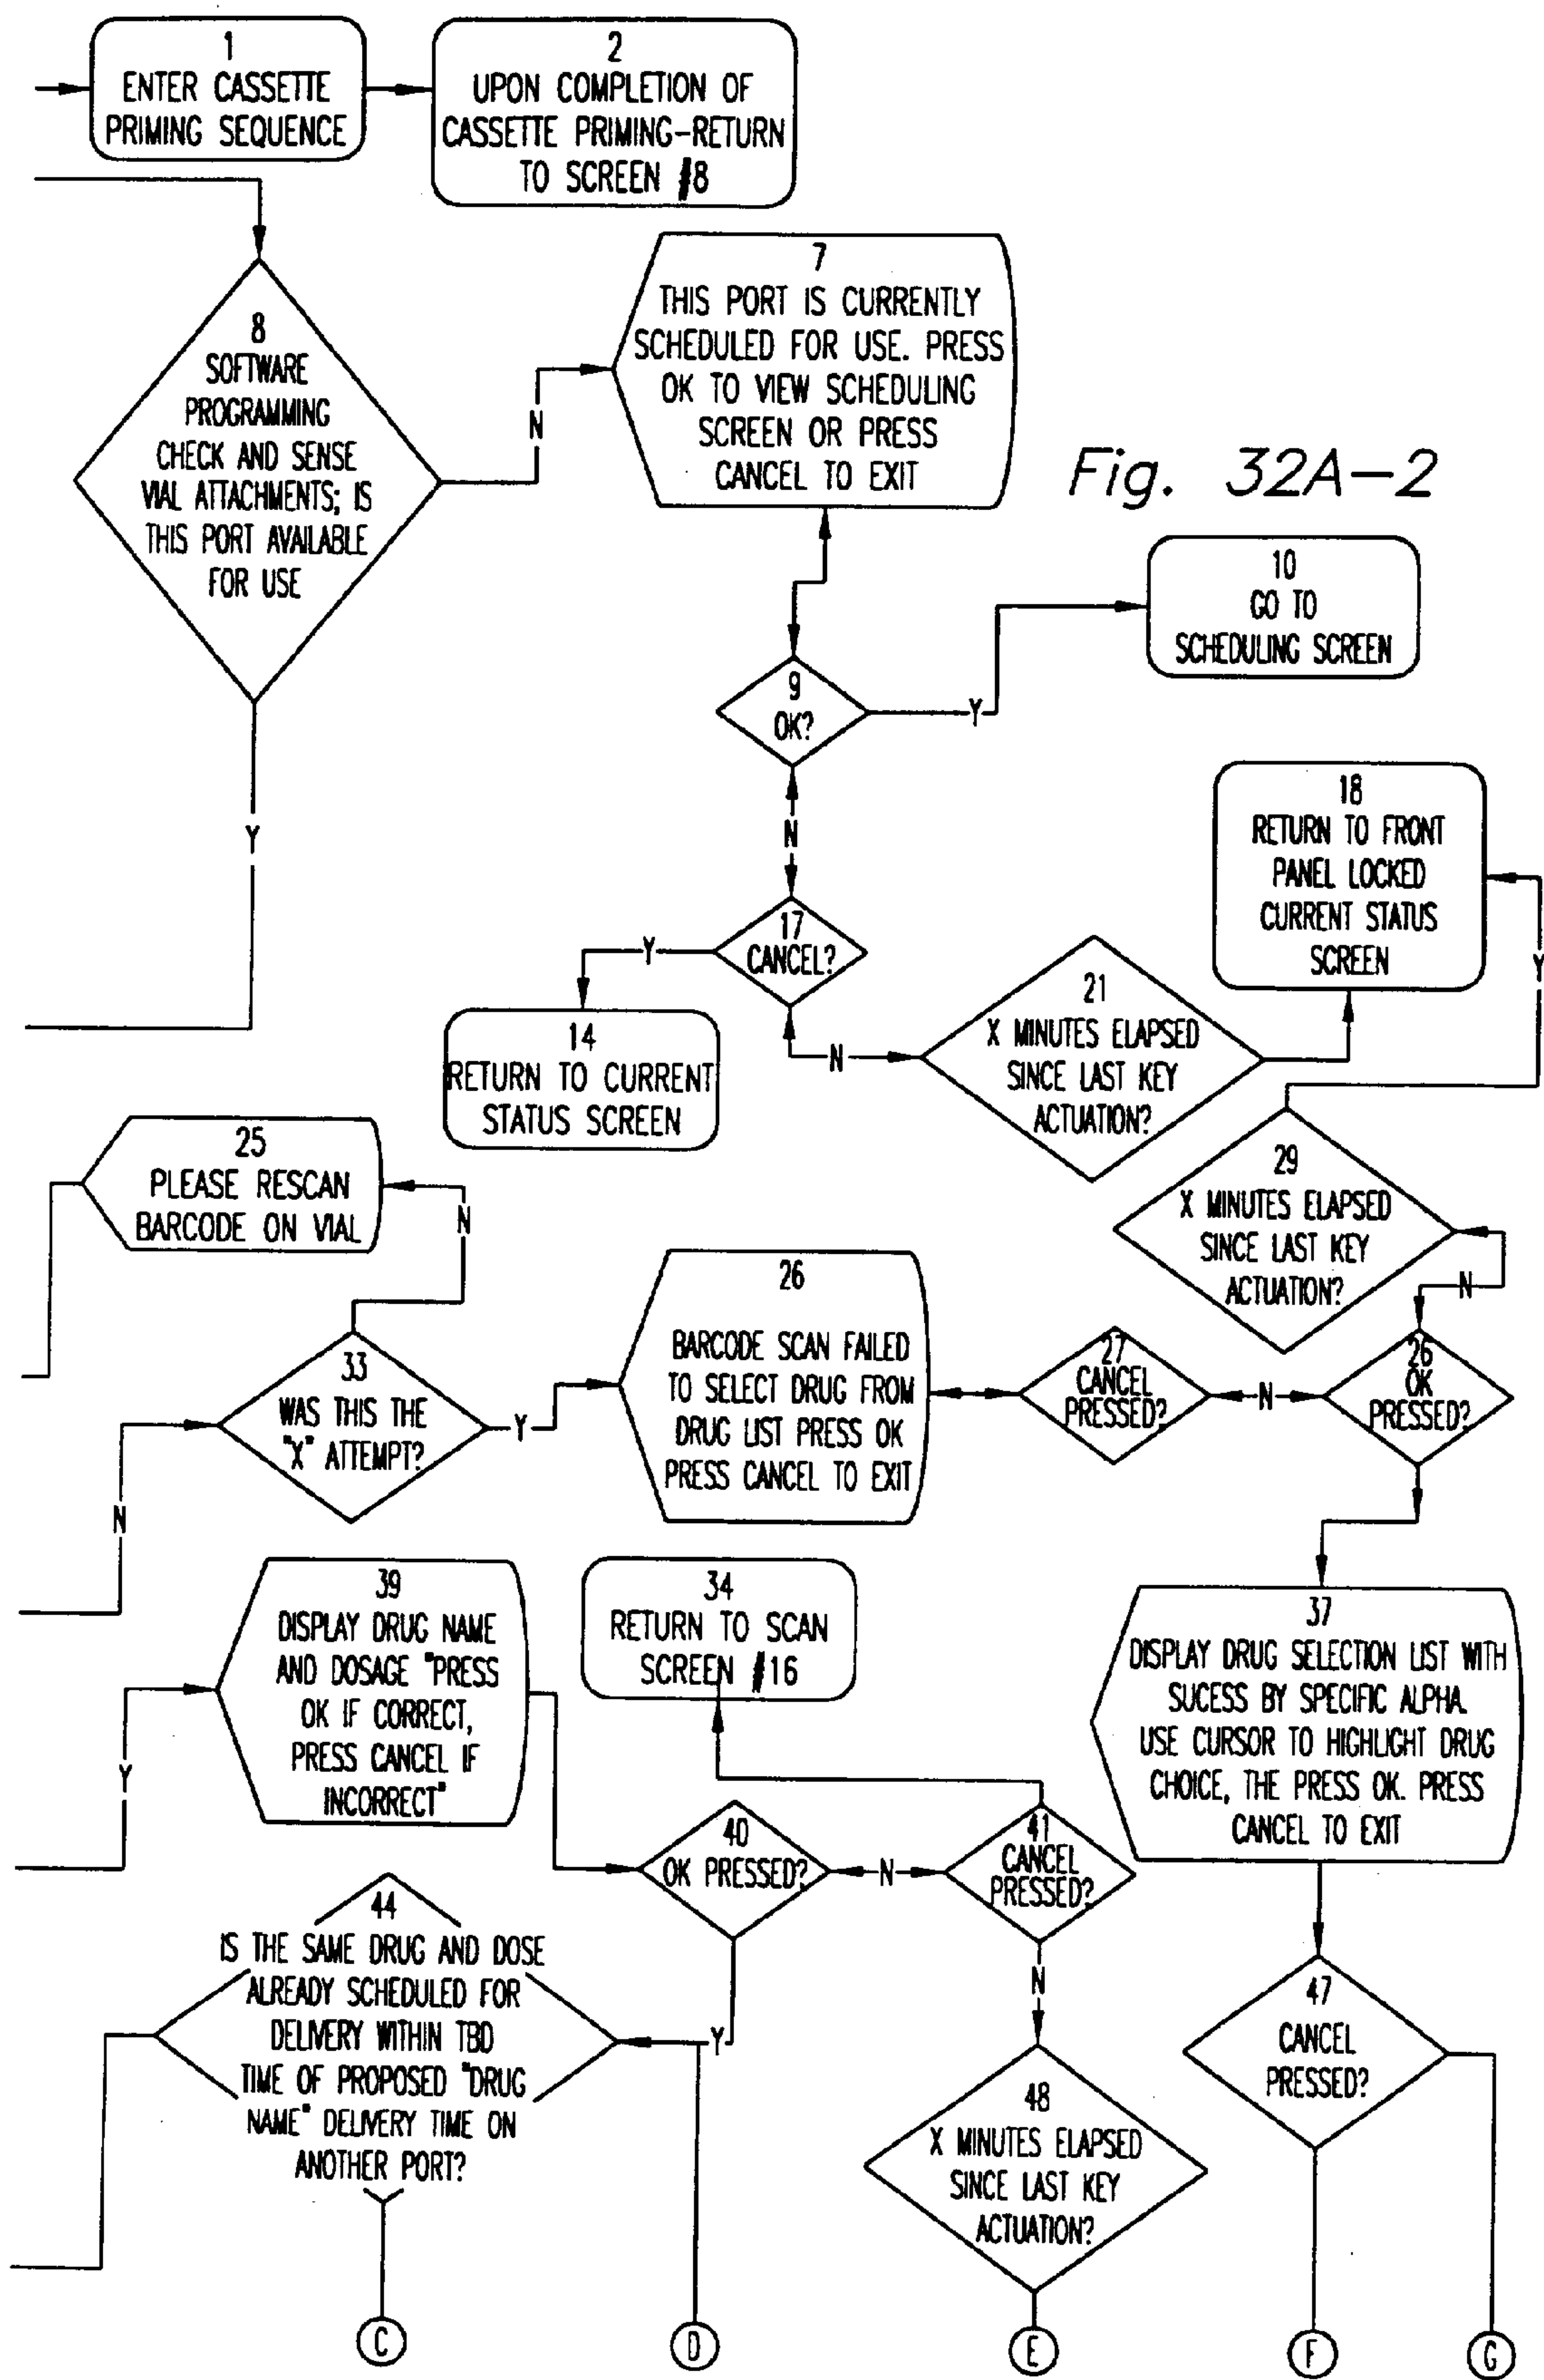 1
ENTER CASSETTE
PRIMING SEQUENCE
2
UPON COMPLETION OF
CASSETTE PRIMING-RETURN
TO SCREEN #8
8
SOFTWARE
PROGRAMMING
CHECK AND SENSE
VIAL ATTACHMENTS; IS
THIS PORT AVAILABLE
FOR USE
N
Y
7
THIS PORT IS CURRENTLY
SCHEDULED FOR USE. PRESS
OK TO VIEW SCHEDULING
SCREEN OR PRESS
CANCEL TO EXIT
Fig. 32A-2
10
GO TO
SCHEDULING SCREEN
9
OK?
Y
N
17
CANCEL?
Y
N
14
RETURN TO CURRENT
STATUS SCREEN
21
X MINUTES ELAPSED
SINCE LAST KEY
ACTUATION?
18
RETURN TO FRONT
PANEL LOCKED
CURRENT STATUS
SCREEN
Y
29
X MINUTES ELAPSED
SINCE LAST KEY
ACTUATION?
N
25
PLEASE RESCAN
BARCODE ON VIAL
N
33
WAS THIS THE
"X" ATTEMPT?
Y
N
26
BARCODE SCAN FAILED
TO SELECT DRUG FROM
DRUG LIST PRESS OK
PRESS CANCEL TO EXIT
27
CANCEL
PRESSED?
N
26
OK
PRESSED?
39
DISPLAY DRUG NAME
AND DOSAGE "PRESS
OK IF CORRECT,
PRESS CANCEL IF
INCORRECT"
Y
34
RETURN TO SCAN
SCREEN #16
37
DISPLAY DRUG SELECTION LIST WITH
SUCESS BY SPECIFIC ALPHA.
USE CURSOR TO HIGHLIGHT DRUG
CHOICE, THE PRESS OK. PRESS
CANCEL TO EXIT
40
OK PRESSED?
N
41
CANCEL
PRESSED?
Y
N
44
IS THE SAME DRUG AND DOSE
ALREADY SCHEDULED FOR
DELIVERY WITHIN TBD
TIME OF PROPOSED "DRUG
NAME" DELIVERY TIME ON
ANOTHER PORT?
Y
48
X MINUTES ELAPSED
SINCE LAST KEY
ACTUATION?
47
CANCEL
PRESSED?
C
D
E
F
G